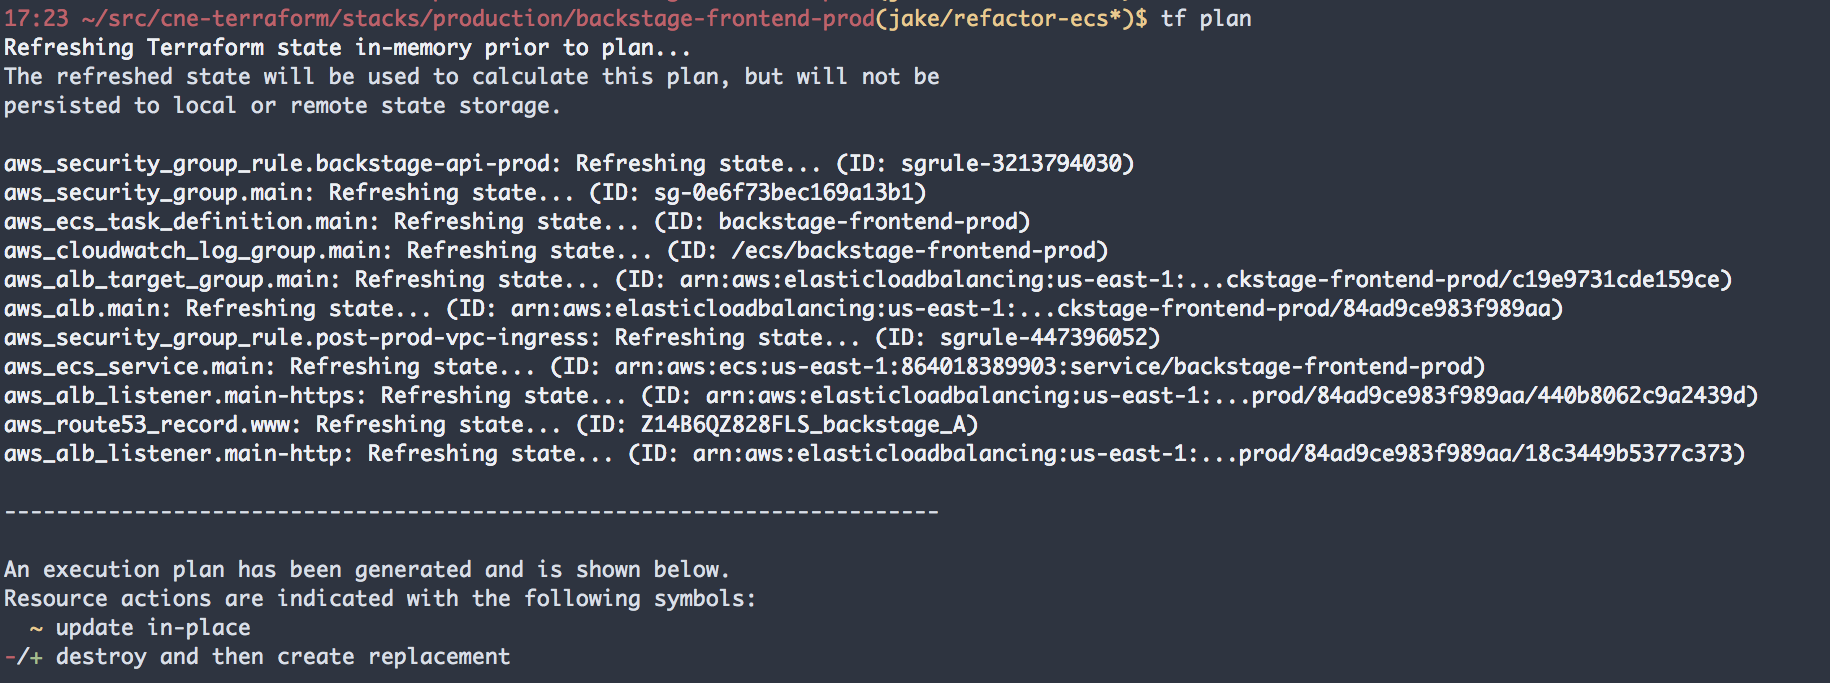 17:23 ~/src/cne-terraform/stacks/production/backstage-frontend-prod(jake/refactor-ecs*)$ tf plan
Refreshing Terraform state in-memory prior to plan...
The refreshed state will be used to calculate this plan, but will not be
persisted to local or remote state storage.

aws_security_group_rule.backstage-api-prod: Refreshing state... (ID: sgrule-3213794030)
aws_security_group.main: Refreshing state... (ID: sg-0e6f73bec169a13b1)
aws_ecs_task_definition.main: Refreshing state... (ID: backstage-frontend-prod)
aws_cloudwatch_log_group.main: Refreshing state... (ID: /ecs/backstage-frontend-prod)
aws_alb_target_group.main: Refreshing state... (ID: arn:aws:elasticloadbalancing:us-east-1:...ckstage-frontend-prod/c19e9731cde159ce)
aws_alb.main: Refreshing state... (ID: arn:aws:elasticloadbalancing:us-east-1:...ckstage-frontend-prod/84ad9ce983f989aa)
aws_security_group_rule.post-prod-vpc-ingress: Refreshing state... (ID: sgrule-447396052)
aws_ecs_service.main: Refreshing state... (ID: arn:aws:ecs:us-east-1:864018389903:service/backstage-frontend-prod)
aws_alb_listener.main-https: Refreshing state... (ID: arn:aws:elasticloadbalancing:us-east-1:...prod/84ad9ce983f989aa/440b8062c9a2439d)
aws_route53_record.www: Refreshing state... (ID: Z14B6QZ828FLS_backstage_A)
aws_alb_listener.main-http: Refreshing state... (ID: arn:aws:elasticloadbalancing:us-east-1:...prod/84ad9ce983f989aa/18c3449b5377c373)

------------------------------------------------------------------------

An execution plan has been generated and is shown below.
Resource actions are indicated with the following symbols:
  ~ update in-place
-/+ destroy and then create replacement